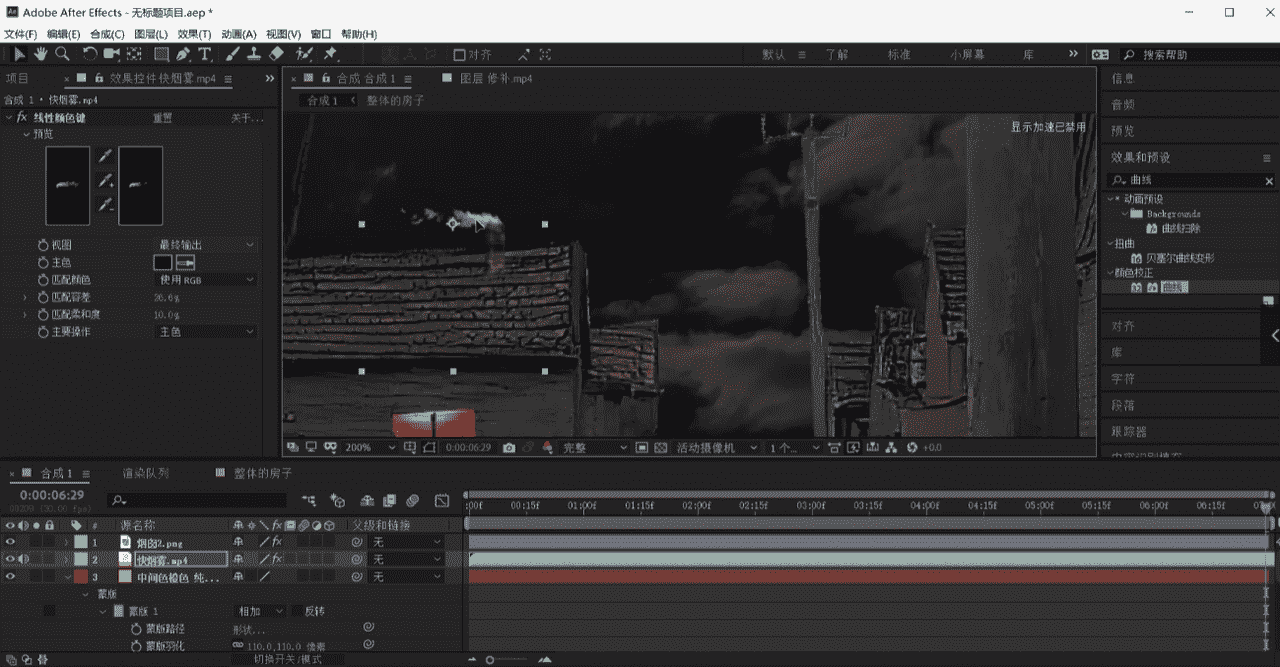 Adobe After Effects - 无标题项目.aep *
文件(F) 编辑(E) 合成(C) 图层(L) 效果(T) 动画(A) 视图(V) 窗口 帮助(H)
对齐 默认 了解 标准 小屏幕 库 搜索帮助
项目 效果控件 快烟雾.mp4
合成 合成 1 图层 修补.mp4
合成 1 · 快烟雾.mp4
合成 1 整体的房子
fx 线性颜色键 重置 关于...
预览
显示加速已禁用
视图 最终输出
主色
匹配颜色 使用 RGB
匹配容差 26.6%
匹配柔和度 10.0%
主要操作 主色
信息
音频
预览
效果和预设
曲线
动画预设
Backgrounds
曲线扫除
扭曲
贝塞尔曲线变形
颜色校正
曲线
对齐
库
字符
段落
跟踪器
内容识别填充
200% 0:00:06:29 完整 活动摄像机 1 个... +0.0
合成 1 渲染队列 整体的房子
0:00:06:29
00209 (30.00 fps)
:00f 00:15f 01:00f 01:15f 02:00f 02:15f 03:00f 03:15f 04:00f 04:15f 05:00f 05:15f 06:00f 06:15f
# 源名称 父级和链接
1 烟囱2.png 无
2 快烟雾.mp4 无
3 中间色橙色 纯... 无
蒙版
蒙版 1 相加 反转
蒙版路径 形状...
蒙版羽化 110.0,110.0 像素
切换开关/模式